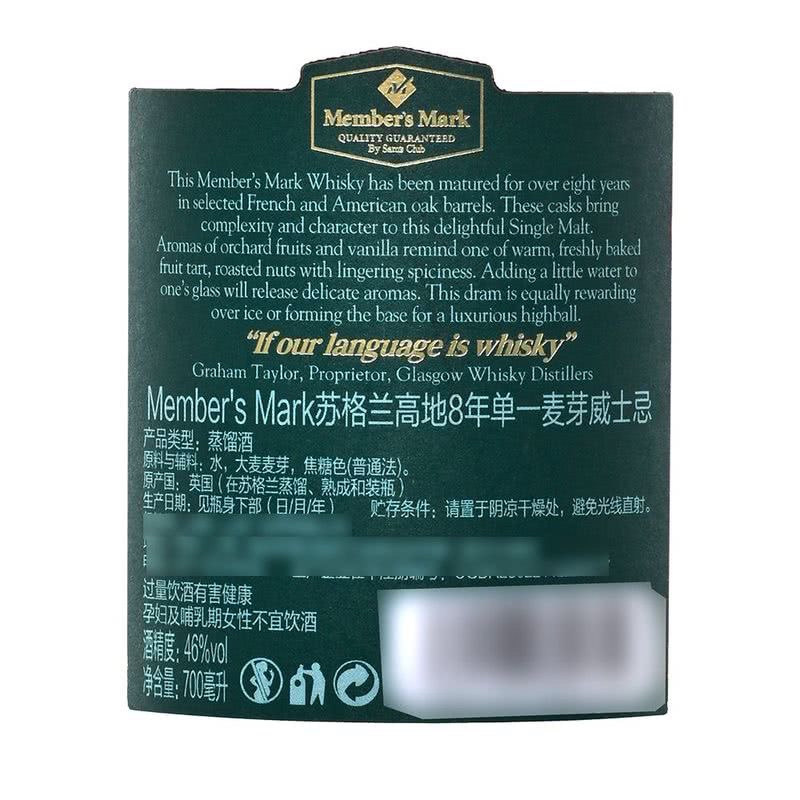 Member's Mark
QUALITY GUARANTEED
By Sam's Club
This Member's Mark Whisky has been matured for over eight years
in selected French and American oak barrels. These casks bring
complexity and character to this delightful Single Malt.
Aromas of orchard fruits and vanilla remind one of warm, freshly baked
fruit tart, roasted nuts with lingering spiciness. Adding a little water to
one's glass will release delicate aromas. This dram is equally rewarding
over ice or forming the base for a luxurious highball.
"If our language is whisky"
Graham Taylor, Proprietor, Glasgow Whisky Distillers
Member's Mark苏格兰高地8年单一麦芽威士忌
产品类型：蒸馏酒
原料与辅料：水，大麦麦芽，焦糖色(普通法)。
原产国：英国（在苏格兰蒸馏、熟成和装瓶）
生产日期：见瓶身下部（日/月/年） 贮存条件：请置于阴凉干燥处，避免光线直射。
过量饮酒有害健康
孕妇及哺乳期女性不宜饮酒
酒精度：46%vol
净含量：700毫升